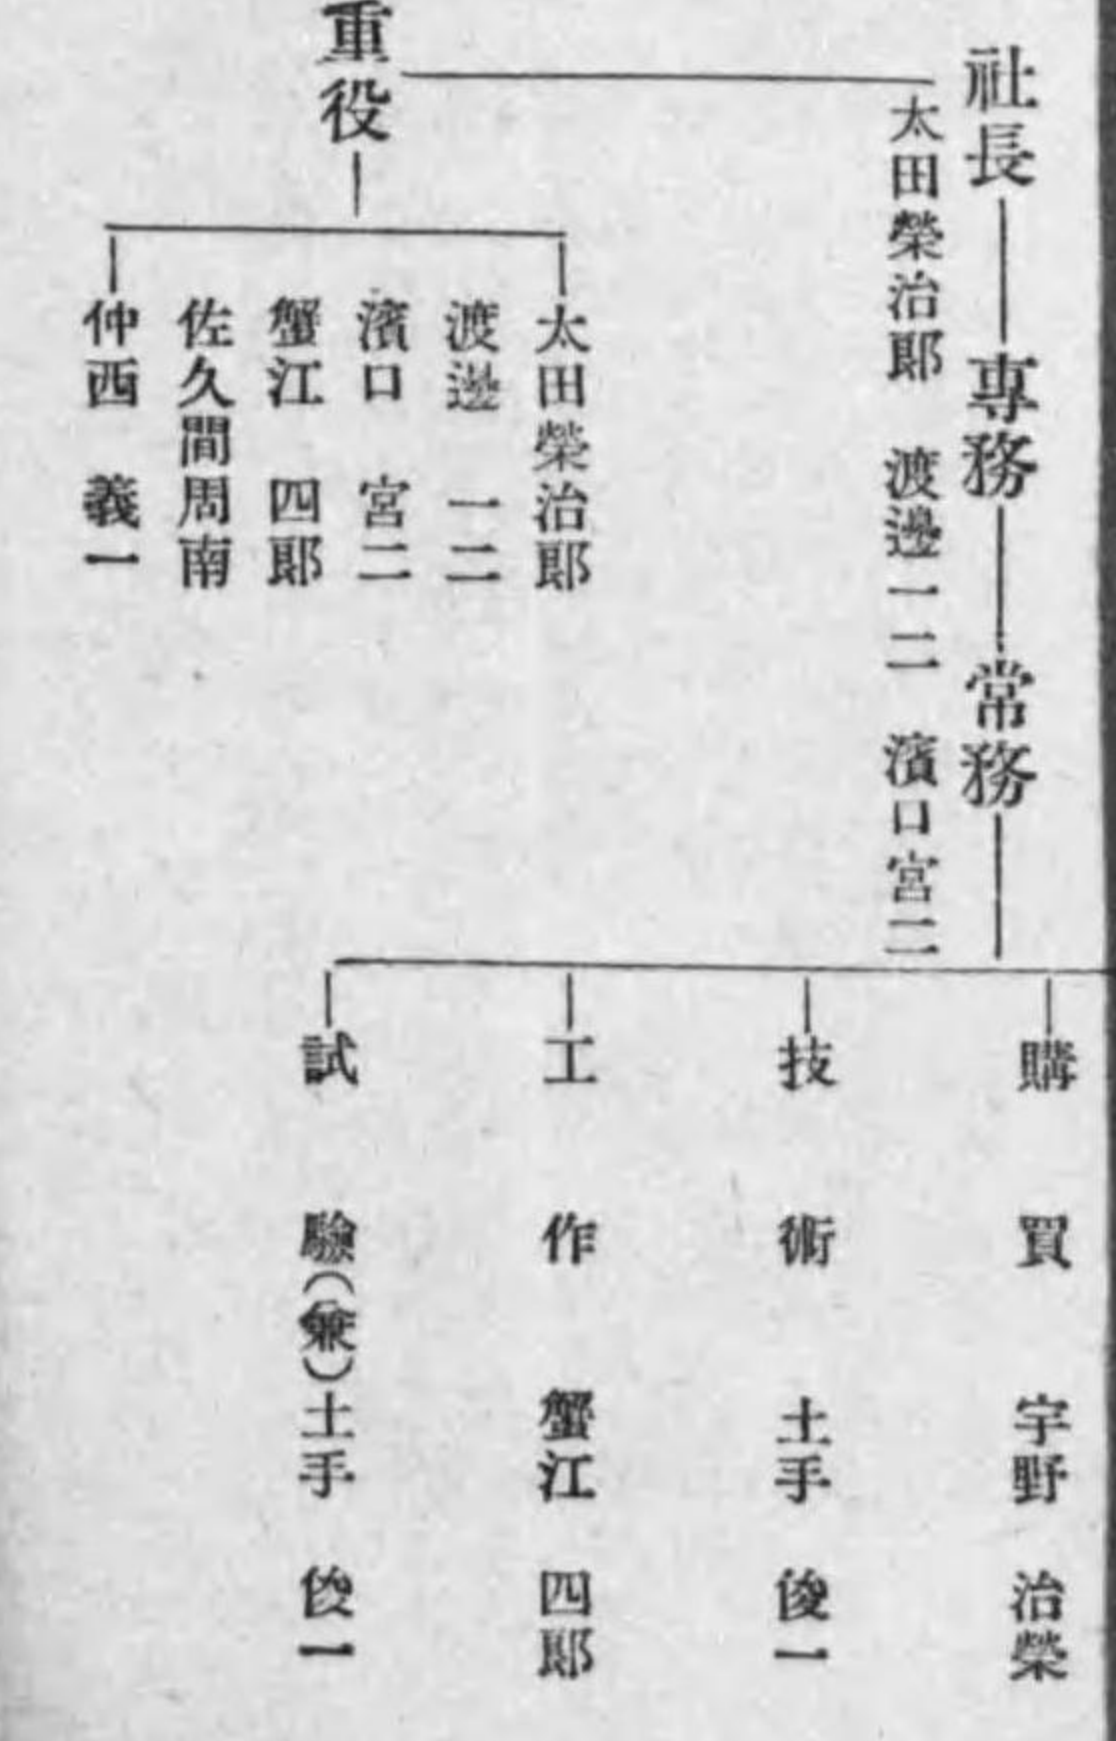 社長 專務 常務
太田榮治郎 渡邊一二 濱口宮二
購買 宇野治榮
技術 土手俊一
工作 蟹江四郎
試驗(兼)土手俊一
重役
太田榮治郎
渡邊一二
濱口宮二
蟹江四郎
佐久間周南
仲西義一